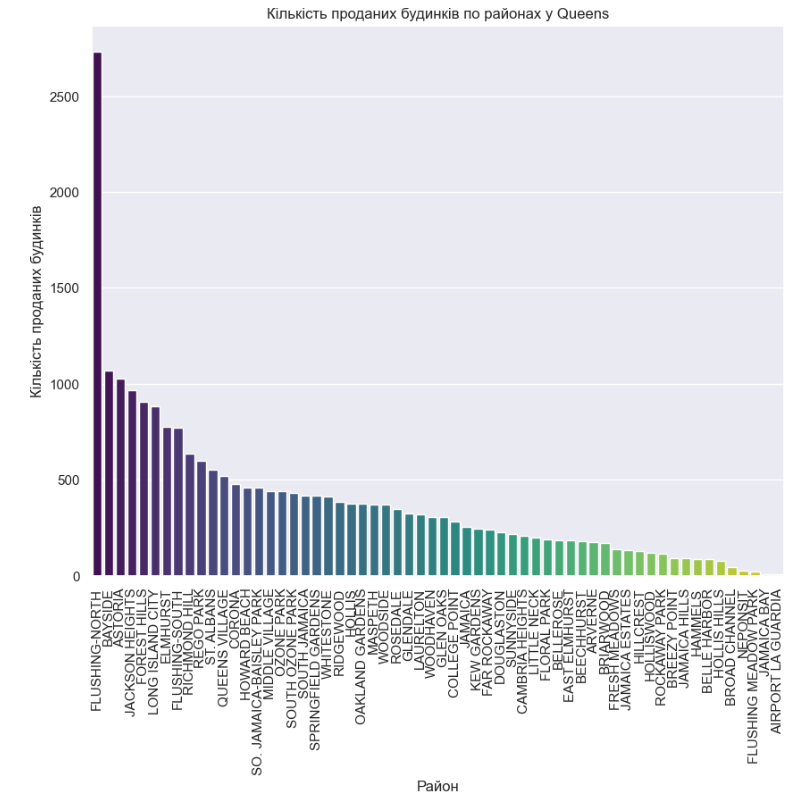 Кількість проданих будинків по районах у Queens
Кількість проданих будинків
2500
2000
1500
1000
500
0
FLUSHING-NORTH
BAYSIDE
ASTORIA
JACKSON HEIGHTS
FOREST HILLS
LONG ISLAND CITY
ELMHURST
FLUSHING-SOUTH
RICHMOND HILL
REGO PARK
ST. ALBANS
QUEENS VILLAGE
CORONA
HOWARD BEACH
SO. JAMAICA-BAISLEY PARK
MIDDLE VILLAGE
OZONE PARK
SOUTH OZONE PARK
SOUTH JAMAICA
SPRINGFIELD GARDENS
WHITESTONE
RIDGEWOOD
HOLLIS
OAKLAND GARDENS
MASPETH
WOODSIDE
ROSEDALE
GLENDALE
LAURELTON
WOODHAVEN
GLEN OAKS
COLLEGE POINT
JAMAICA
KEW GARDENS
FAR ROCKAWAY
DOUGLASTON
SUNNYSIDE
CAMBRIA HEIGHTS
LITTLE NECK
FLORAL PARK
BELLEROSE
EAST ELMHURST
BEECHHURST
ARVERNE
BRIARWOOD
FRESH MEADOWS
JAMAICA ESTATES
HILLCREST
HOLLISWOOD
ROCKAWAY PARK
BREEZY POINT
JAMAICA HILLS
HAMMELS
BELLE HARBOR
HOLLIS HILLS
BROAD CHANNEL
NEPONSIT
FLUSHING MEADOW PARK
JAMAICA BAY
AIRPORT LA GUARDIA
Район